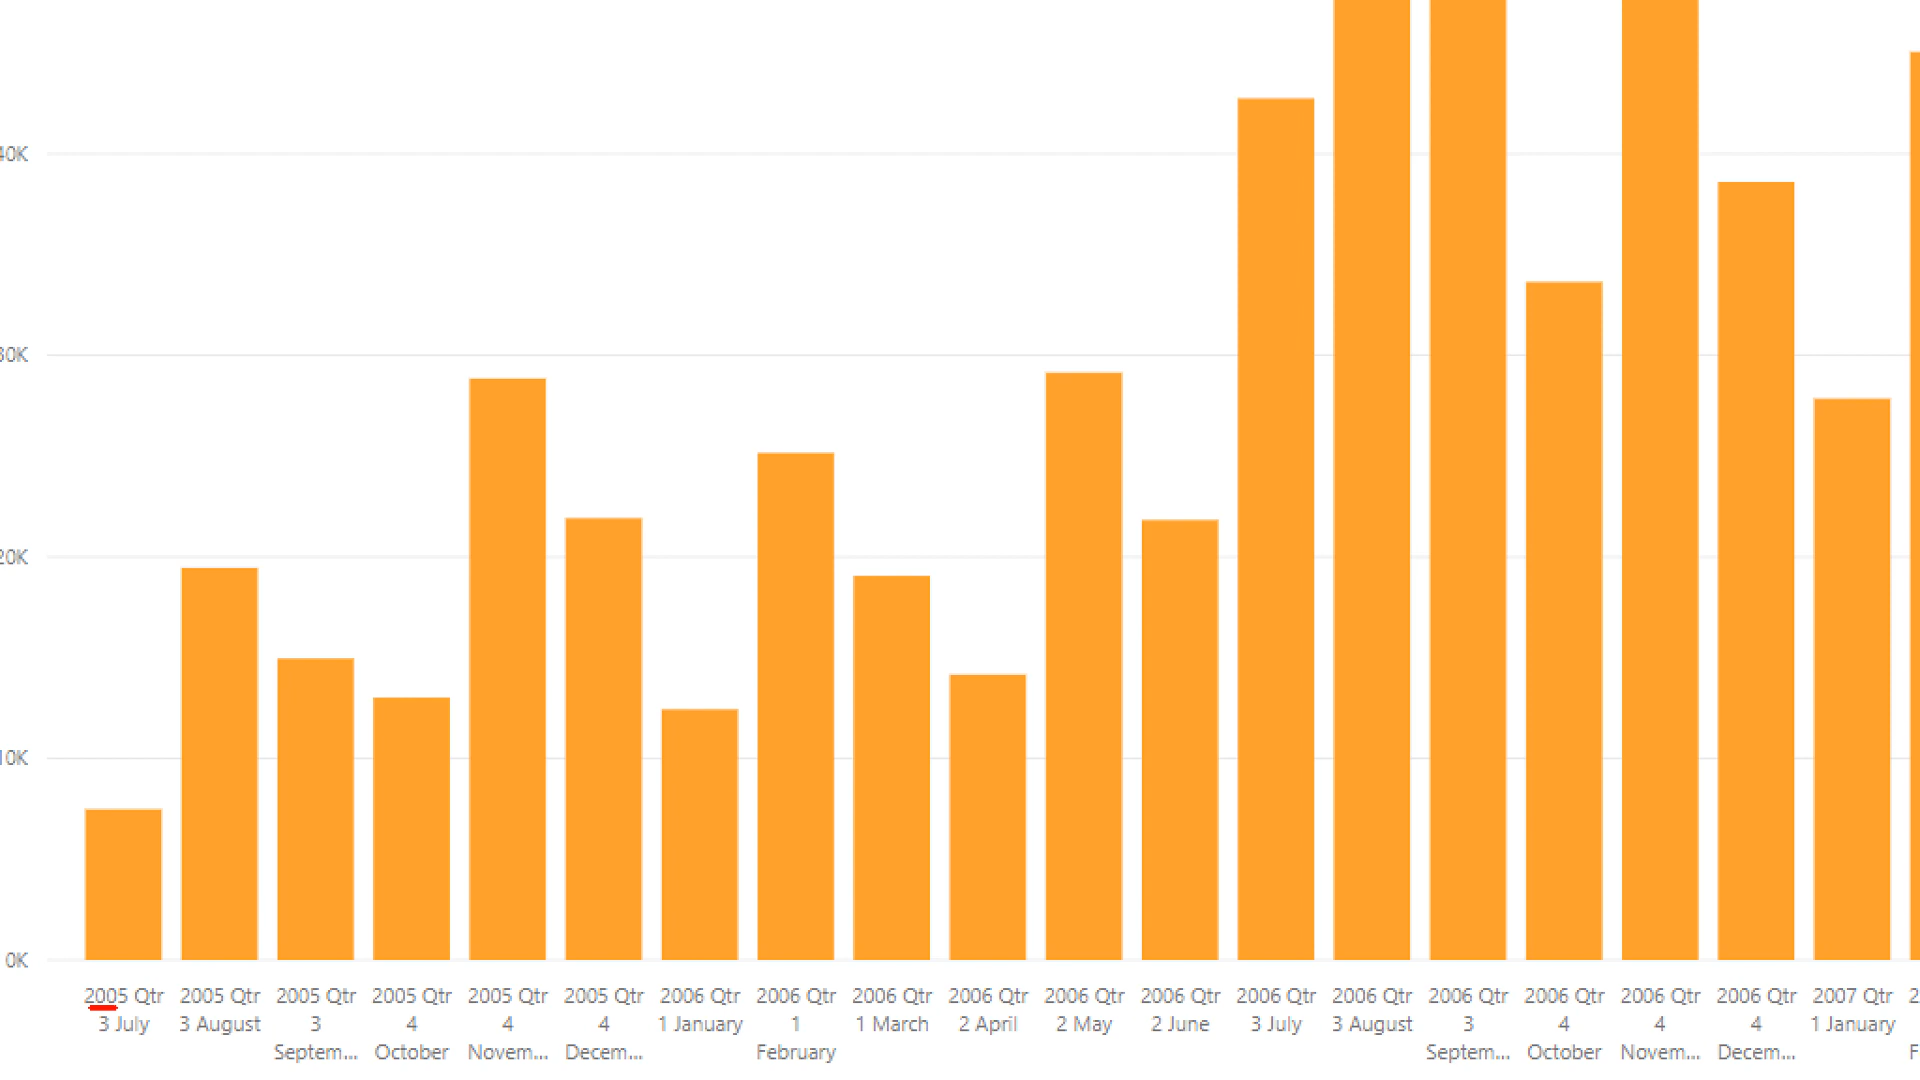 40K
30K
20K
10K
0K
2005 Qtr 3 July
2005 Qtr 3 August
2005 Qtr 3 Septem...
2005 Qtr 4 October
2005 Qtr 4 Novem...
2005 Qtr 4 Decem...
2006 Qtr 1 January
2006 Qtr 1 February
2006 Qtr 1 March
2006 Qtr 2 April
2006 Qtr 2 May
2006 Qtr 2 June
2006 Qtr 3 July
2006 Qtr 3 August
2006 Qtr 3 Septem...
2006 Qtr 4 October
2006 Qtr 4 Novem...
2006 Qtr 4 Decem...
2007 Qtr 1 January